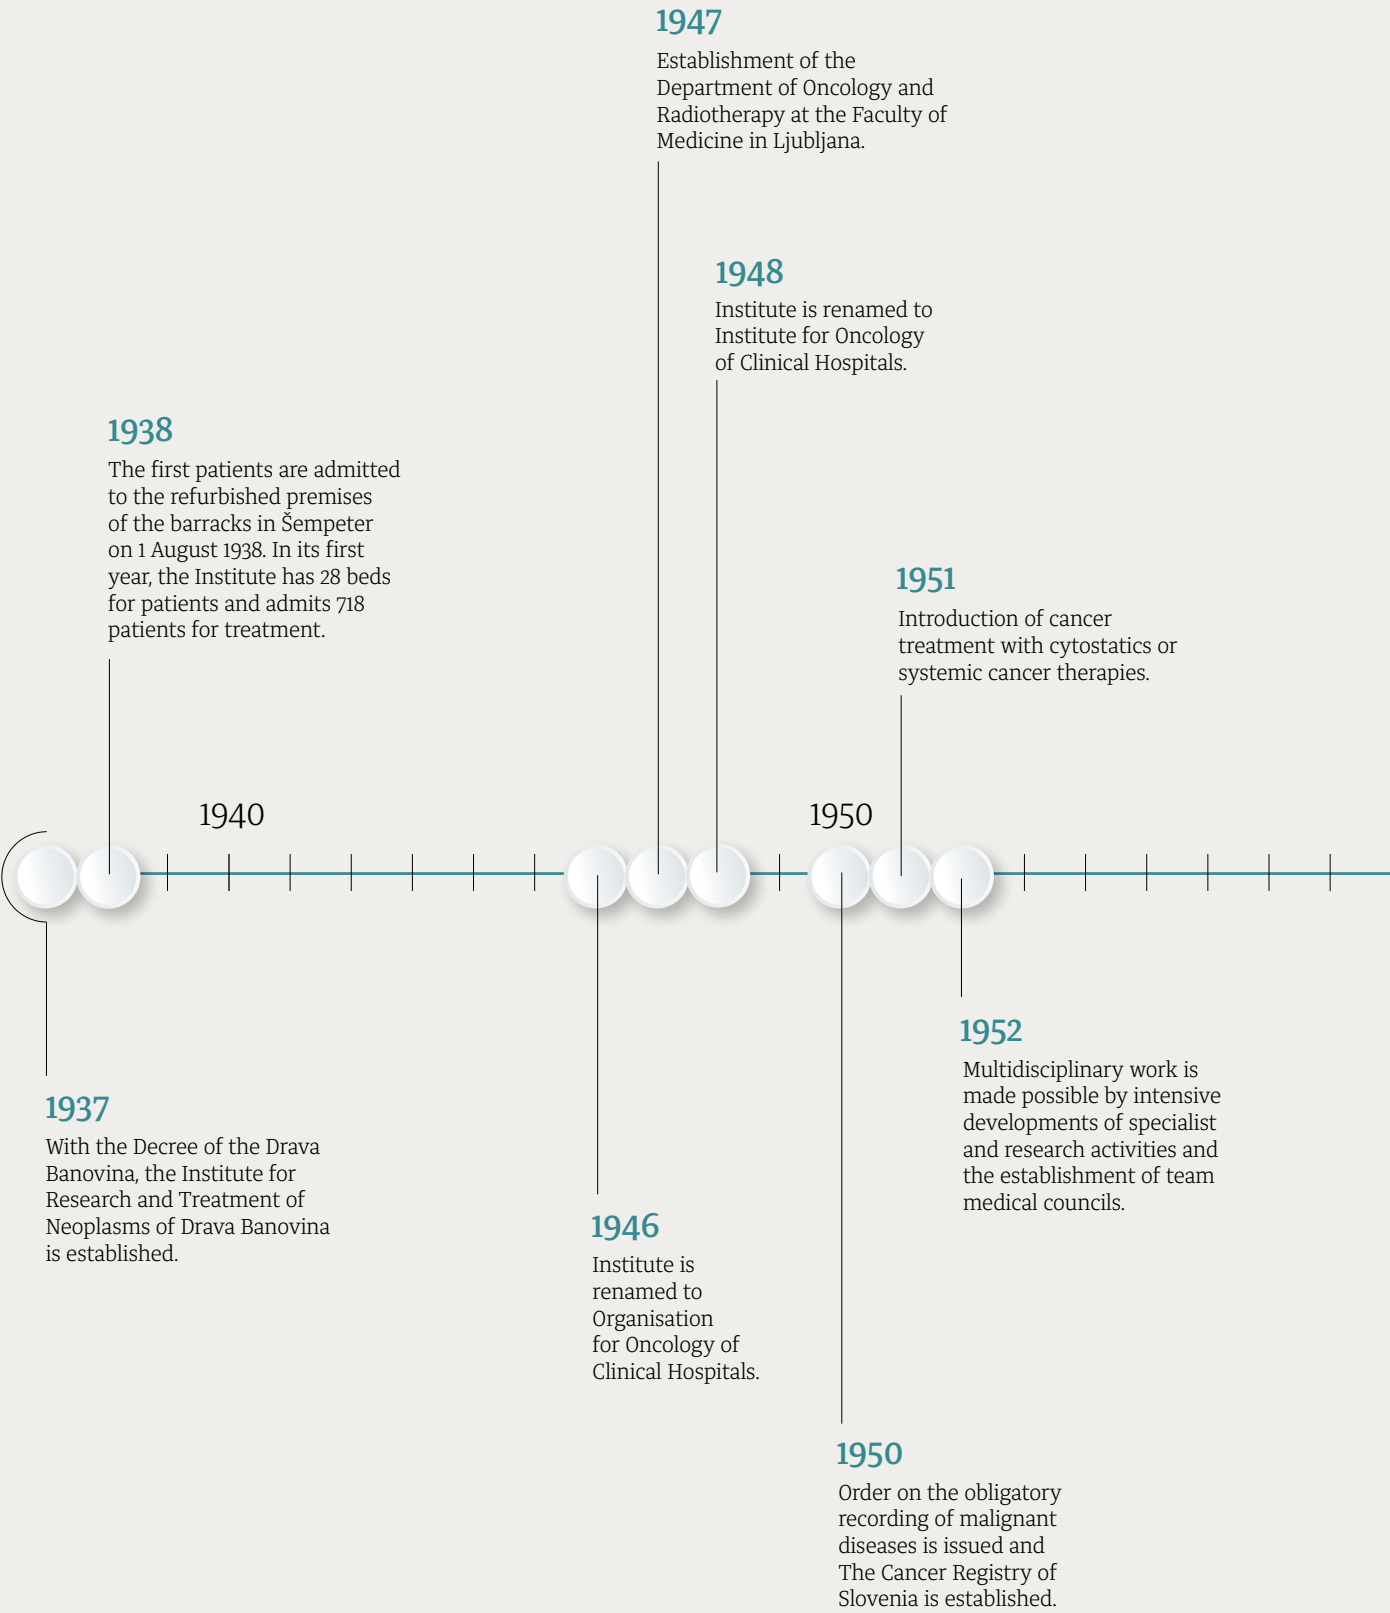 1947
Establishment of the
Department of Oncology and
Radiotherapy at the Faculty of
Medicine in Ljubljana.
1948
Institute is renamed to
Institute for Oncology
of Clinical Hospitals.
1938
The first patients are admitted
to the refurbished premises
of the barracks in Šempeter
on 1 August 1938. In its first
year, the Institute has 28 beds
for patients and admits 718
patients for treatment.
1951
Introduction of cancer
treatment with cytostatics or
systemic cancer therapies.
1940
1950
1937
With the Decree of the Drava
Banovina, the Institute for
Research and Treatment of
Neoplasms of Drava Banovina
is established.
1952
Multidisciplinary work is
made possible by intensive
developments of specialist
and research activities and
the establishment of team
medical councils.
1946
Institute is
renamed to
Organisation
for Oncology of
Clinical Hospitals.
1950
Order on the obligatory
recording of malignant
diseases is issued and
The Cancer Registry of
Slovenia is established.